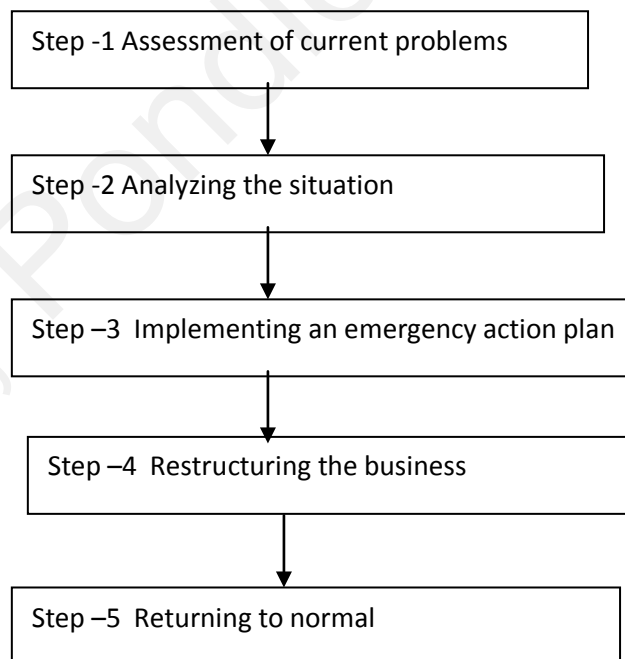 Step -1 Assessment of current problems
Step -2 Analyzing the situation
Step –3  Implementing an emergency action plan
Step –4  Restructuring the business
Step –5  Returning to normal